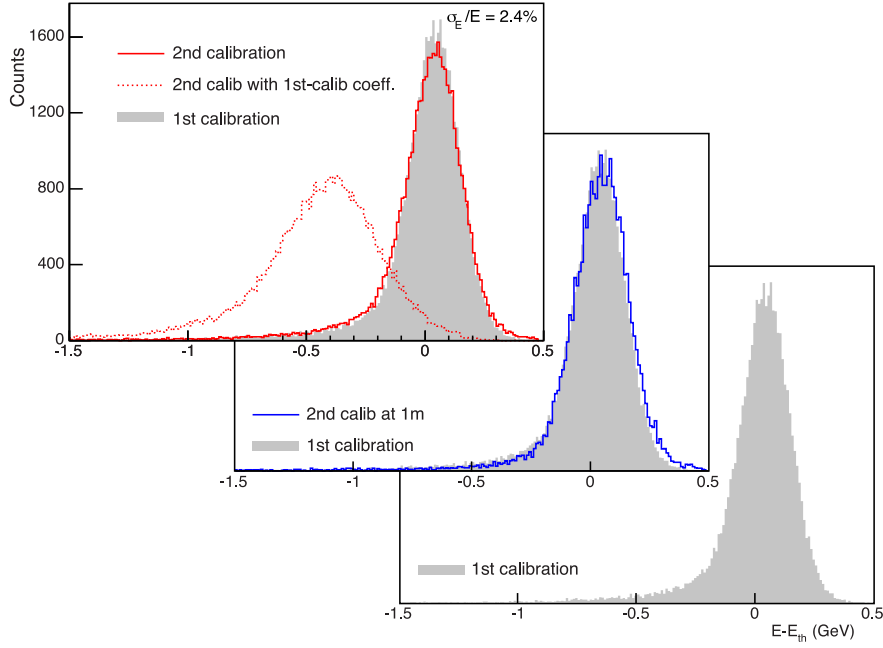 σE/E = 2.4%
1600
2nd calibration
Counts
2nd calib with 1st-calib coeff.
1200
1st calibration
800
400
0
-1.5 -1 -0.5 0 0.5
2nd calib at 1m
1st calibration
-1.5 -1 -0.5 0 0.5
1st calibration
-1.5 -1 -0.5 0 0.5
E-Eth (GeV)